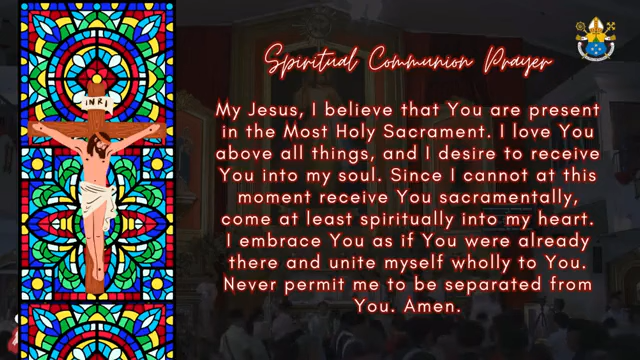 Spiritual Communion Prayer
INRI
My Jesus, I believe that You are present
in the Most Holy Sacrament. I love You
above all things, and I desire to receive
You into my soul. Since I cannot at this
moment receive You sacramentally,
come at least spiritually into my heart.
I embrace You as if You were already
there and unite myself wholly to You.
Never permit me to be separated from
You. Amen.